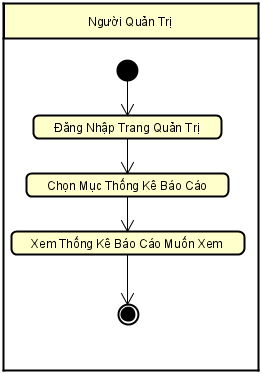 Người Quản Trị
Đăng Nhập Trang Quản Trị
Chọn Mục Thống Kê Báo Cáo
Xem Thống Kê Báo Cáo Muốn Xem